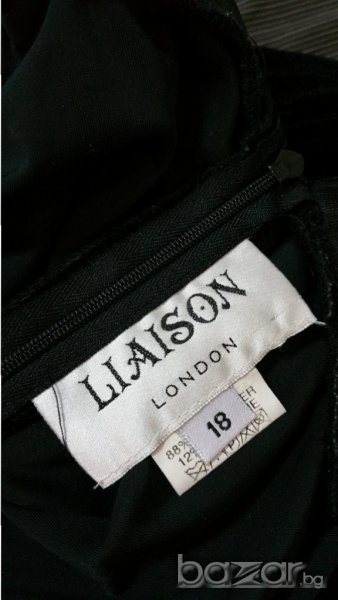 LIAISON
LONDON
18
88%
12%
bazar.bg